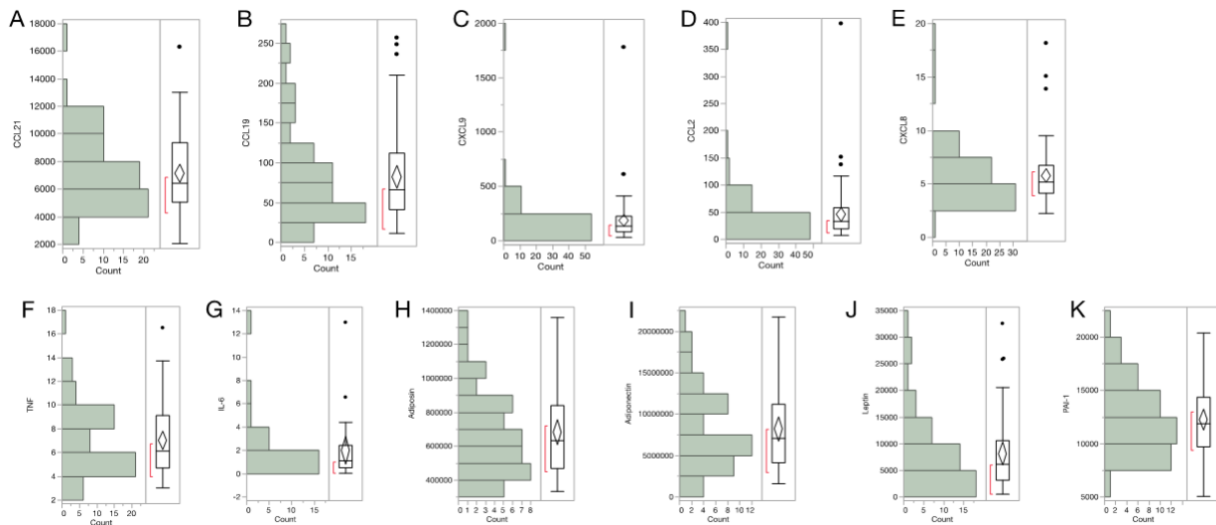 A
18000
16000
14000
12000
10000
8000
6000
4000
2000
CCL21
0 5 10 15 20
Count
B
250
200
150
100
50
0
CCL19
0 5 10 15
Count
C
2000
1500
1000
500
0
CXCL9
0 10 20 30 40 50
Count
D
400
350
300
250
200
150
100
50
0
CCL2
0 10 20 30 40 50
Count
E
20
15
10
5
0
CXCL8
0 5 10 15 20 25 30
Count
F
18
16
14
12
10
8
6
4
2
TNF
0 5 10 15 20
Count
G
14
12
10
8
6
4
2
0
-2
IL-6
0 5 10 15
Count
H
1400000
1200000
1000000
800000
600000
400000
Adiposin
0 1 2 3 4 5 6 7 8
Count
I
20000000
15000000
10000000
5000000
0
Adiponectin
0 2 4 6 8 10 12
Count
J
35000
30000
25000
20000
15000
10000
5000
0
Leptin
0 5 10 15
Count
K
20000
15000
10000
5000
PAI-1
0 2 4 6 8 10 12
Count